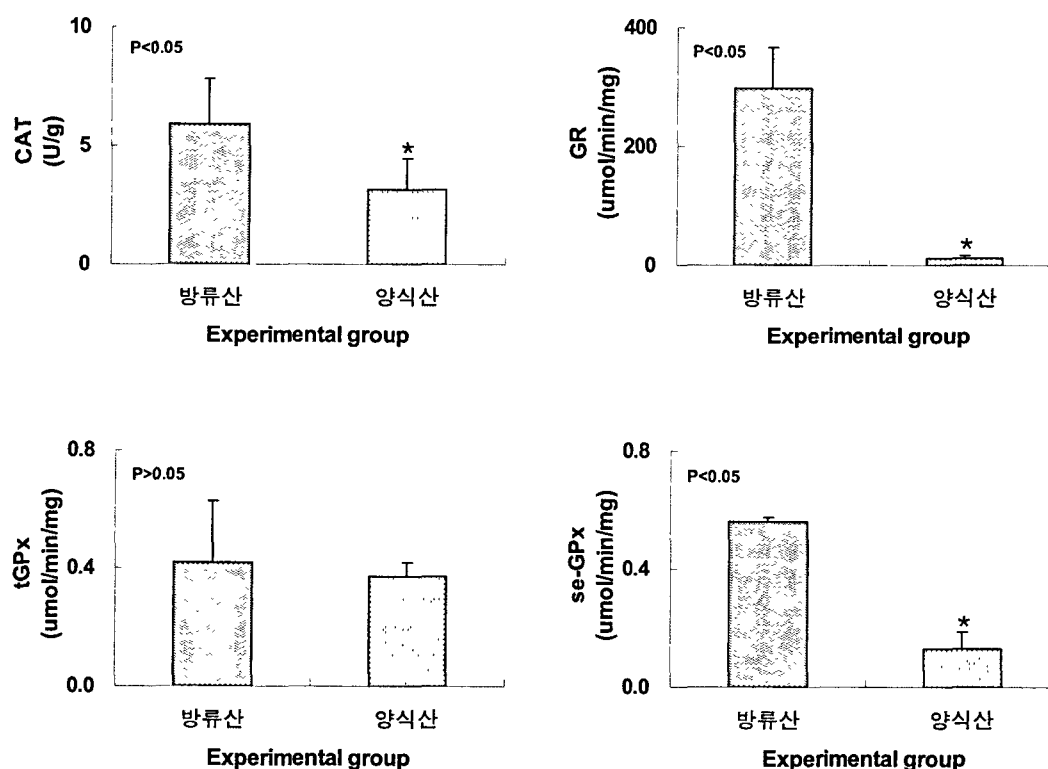 10
P<0.05
CAT
(U/g)
5
*
0
방류산 양식산
Experimental group
400
P<0.05
GR
(umol/min/mg)
200
*
0
방류산 양식산
Experimental group
0.8
P>0.05
tGPx
(umol/min/mg)
0.4
0.0
방류산 양식산
Experimental group
0.8
P<0.05
se-GPx
(umol/min/mg)
0.4
*
0.0
방류산 양식산
Experimental group